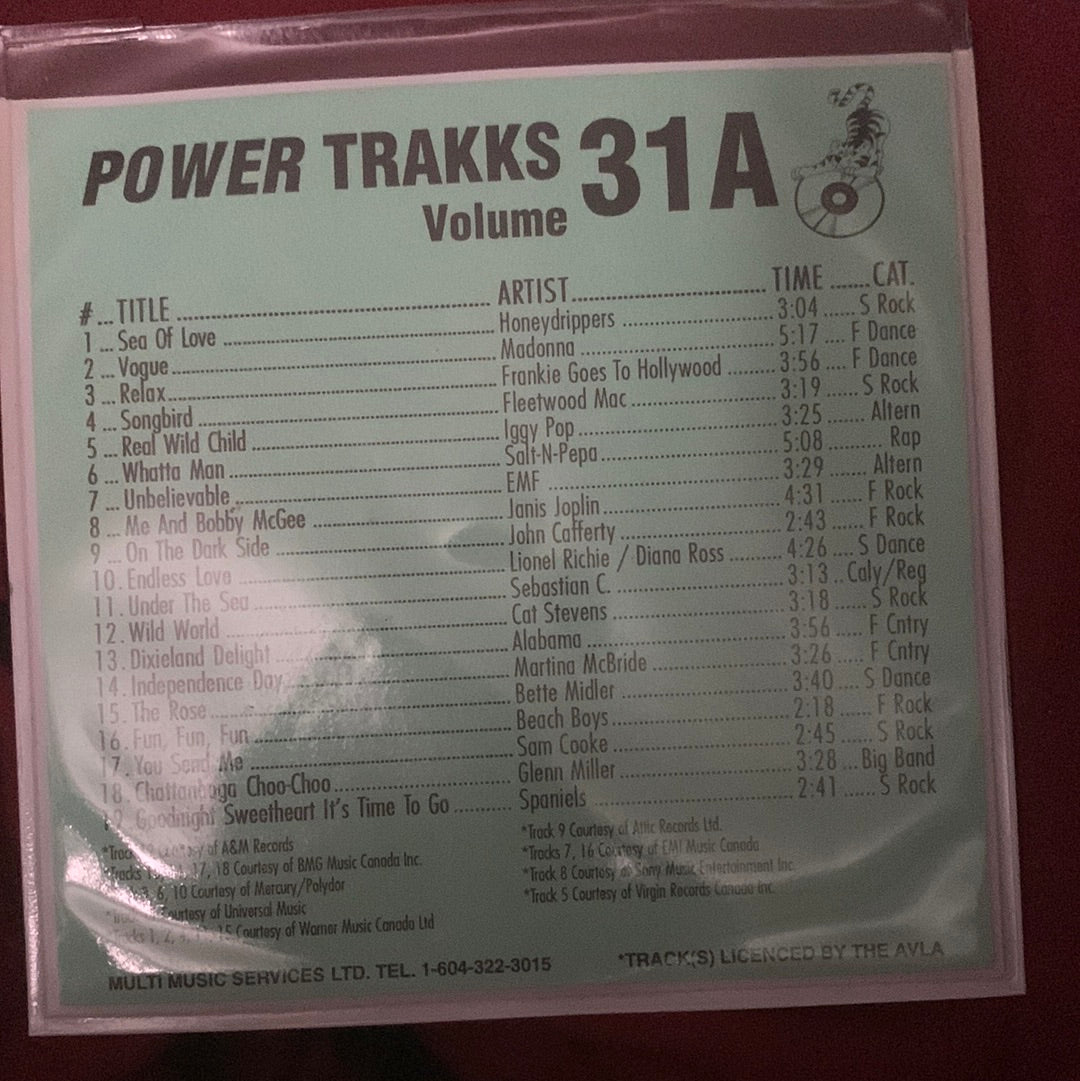 POWER TRAKKS 31A
Volume
# ... TITLE ... ARTIST ... TIME ... CAT.
1 ... Sea Of Love ... Honeydrippers ... 3:04 ... S Rock
2 ... Vogue ... Madonna ... 5:17 ... F Dance
3 ... Relax ... Frankie Goes To Hollywood ... 3:56 ... F Dance
4 ... Songbird ... Fleetwood Mac ... 3:19 ... S Rock
5 ... Real Wild Child ... Iggy Pop ... 3:25 ... Altern
6 ... Whatta Man ... Salt-N-Pepa ... 5:08 ... Rap
7 ... Unbelievable ... EMF ... 3:29 ... Altern
8 ... Me And Bobby McGee ... Janis Joplin ... 4:31 ... F Rock
9 ... On The Dark Side ... John Cafferty ... 2:43 ... F Rock
10. Endless Love ... Lionel Richie / Diana Ross ... 4:26 ... S Dance
11. Under The Sea ... Sebastian C. ... 3:13 .. Caly/Reg
12. Wild World ... Cat Stevens ... 3:18 ... S Rock
13. Dixieland Delight ... Alabama ... 3:56 ... F Cntry
14. Independence Day ... Martina McBride ... 3:26 ... F Cntry
15. The Rose ... Bette Midler ... 3:40 ... S Dance
16. Fun, Fun, Fun ... Beach Boys ... 2:18 ... F Rock
17. You Send Me ... Sam Cooke ... 2:45 ... S Rock
18. Chattanooga Choo-Choo ... Glenn Miller ... 3:28 ... Big Band
19. Goodnight Sweetheart It's Time To Go ... Spaniels ... 2:41 ... S Rock
of A&M Records
17, 18 Courtesy of BMG Music Canada Inc.
6, 10 Courtesy of Mercury/Polydor
Courtesy of Universal Music
15 Courtesy of Warner Music Canada Ltd
*Track 9 Courtesy of Attic Records Ltd.
*Tracks 7, 16 Courtesy of EMI Music Canada
*Track 8 Courtesy of Sony Music Entertainment Inc
*Track 5 Courtesy of Virgin Records Canada Inc.
MULTI MUSIC SERVICES LTD. TEL. 1-604-322-3015
*TRACK(S) LICENCED BY THE AVLA